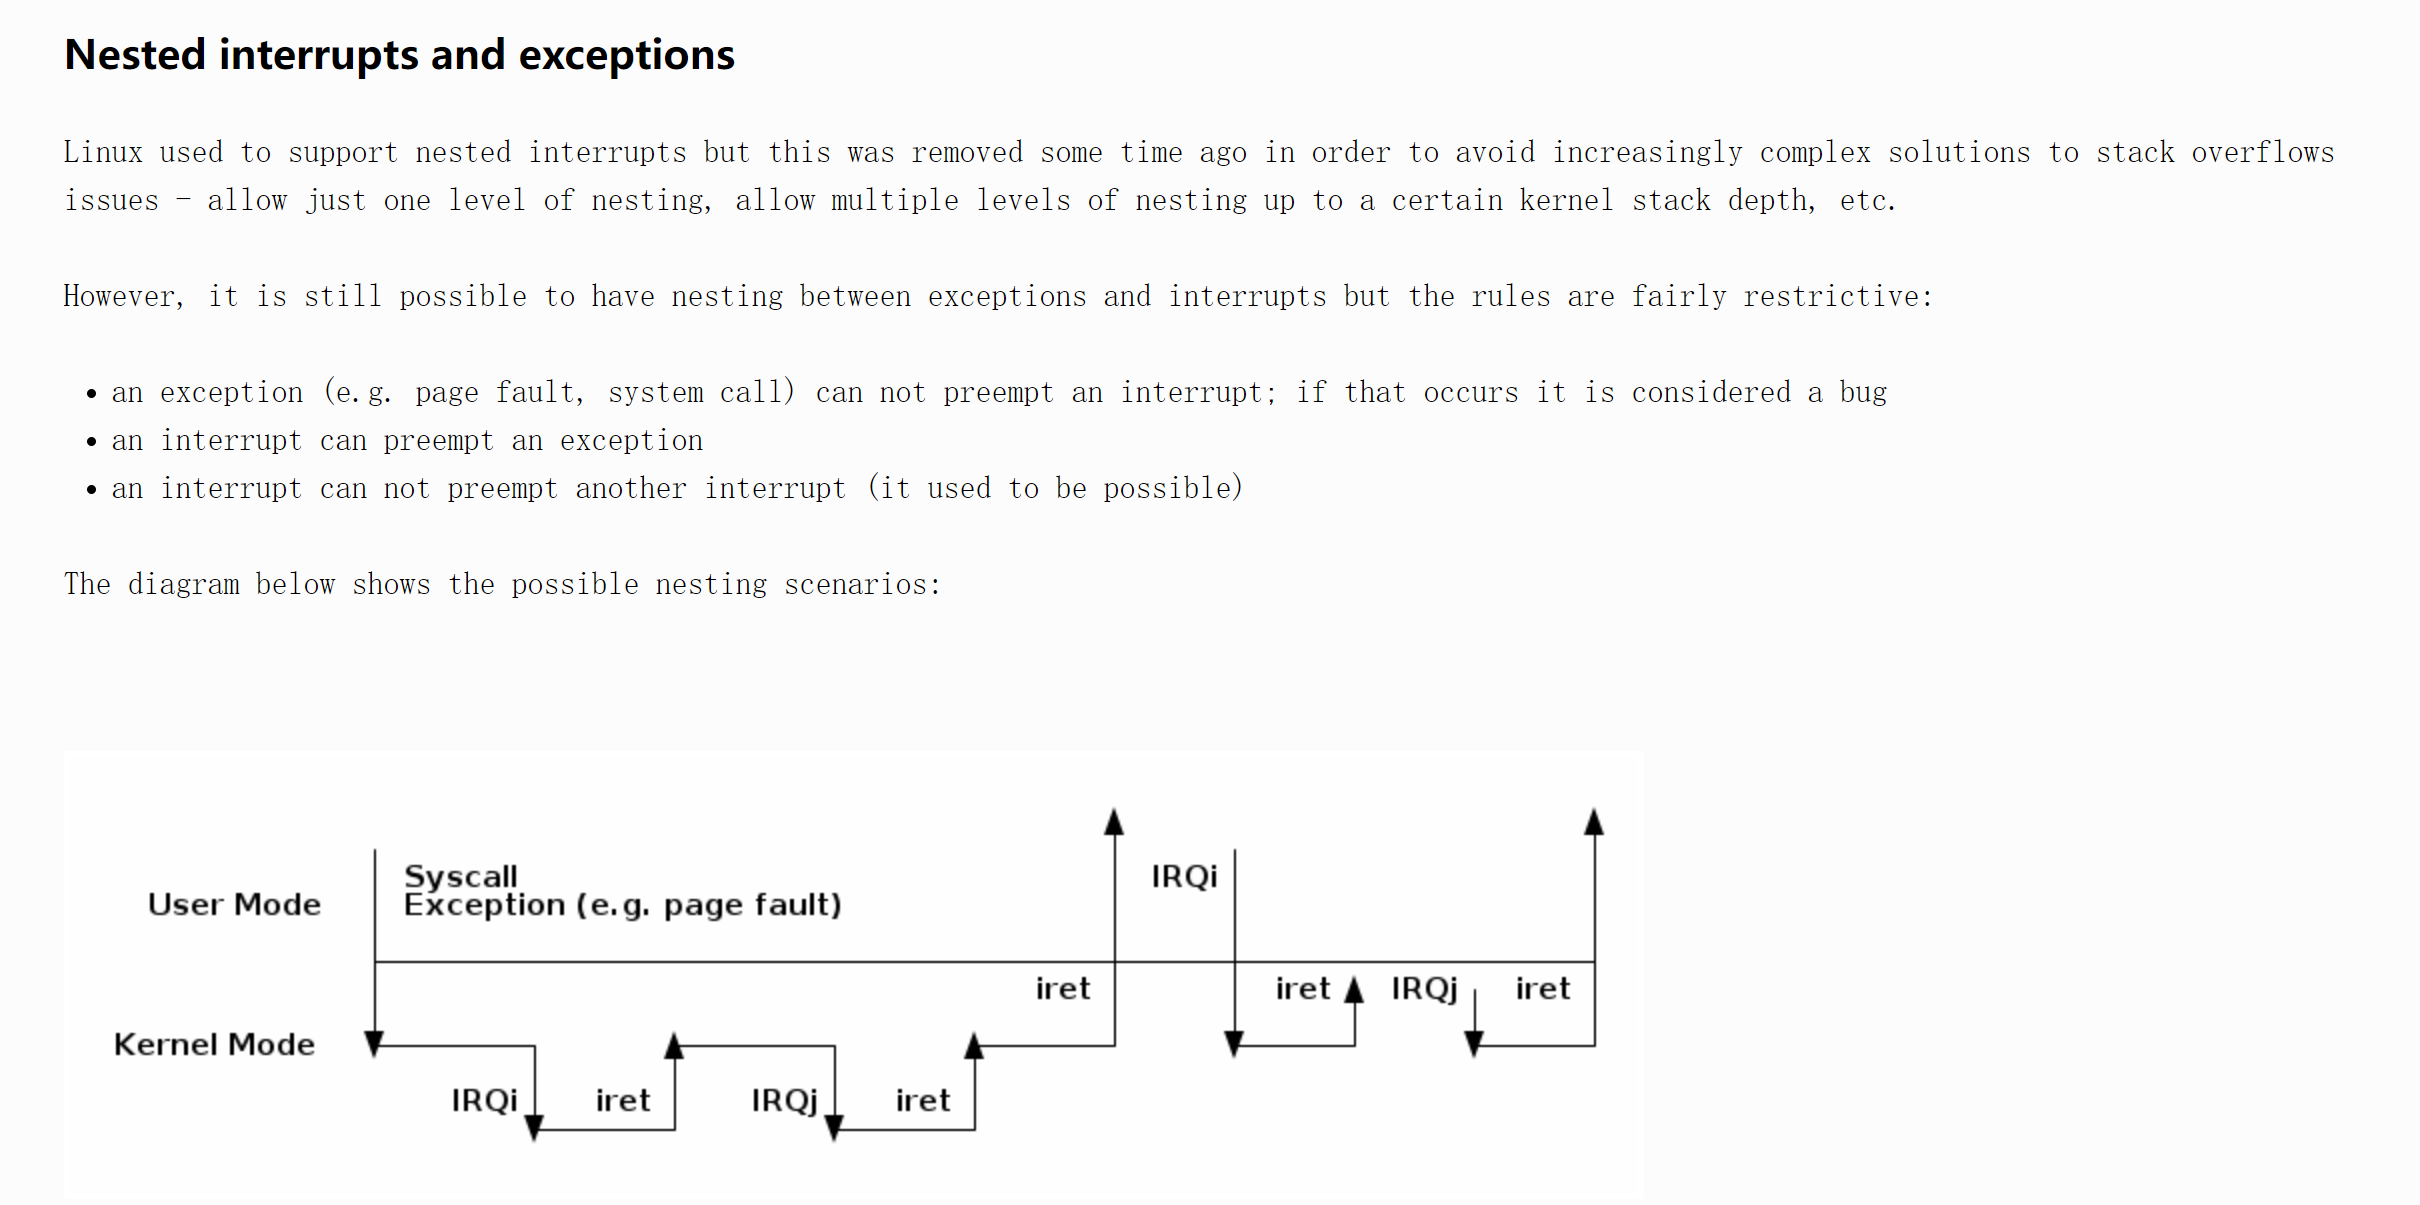 Nested interrupts and exceptions
Linux used to support nested interrupts but this was removed some time ago in order to avoid increasingly complex solutions to stack overflows
issues - allow just one level of nesting, allow multiple levels of nesting up to a certain kernel stack depth, etc.
However, it is still possible to have nesting between exceptions and interrupts but the rules are fairly restrictive:
• an exception (e.g. page fault, system call) can not preempt an interrupt; if that occurs it is considered a bug
• an interrupt can preempt an exception
• an interrupt can not preempt another interrupt (it used to be possible)
The diagram below shows the possible nesting scenarios:
Syscall
IRQi
User Mode
Exception (e.g. page fault)
iret
iret
IRQj
iret
Kernel Mode
IRQi
iret
IRQj
iret